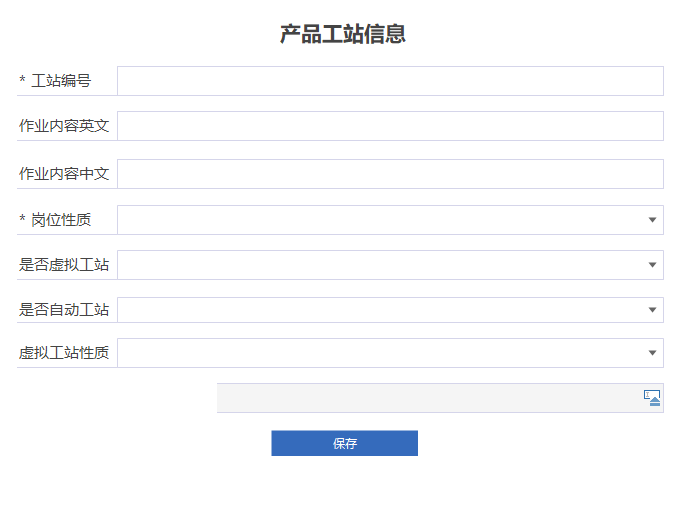 产品工站信息
* 工站编号
作业内容英文
作业内容中文
* 岗位性质
是否虚拟工站
是否自动工站
虚拟工站性质
保存